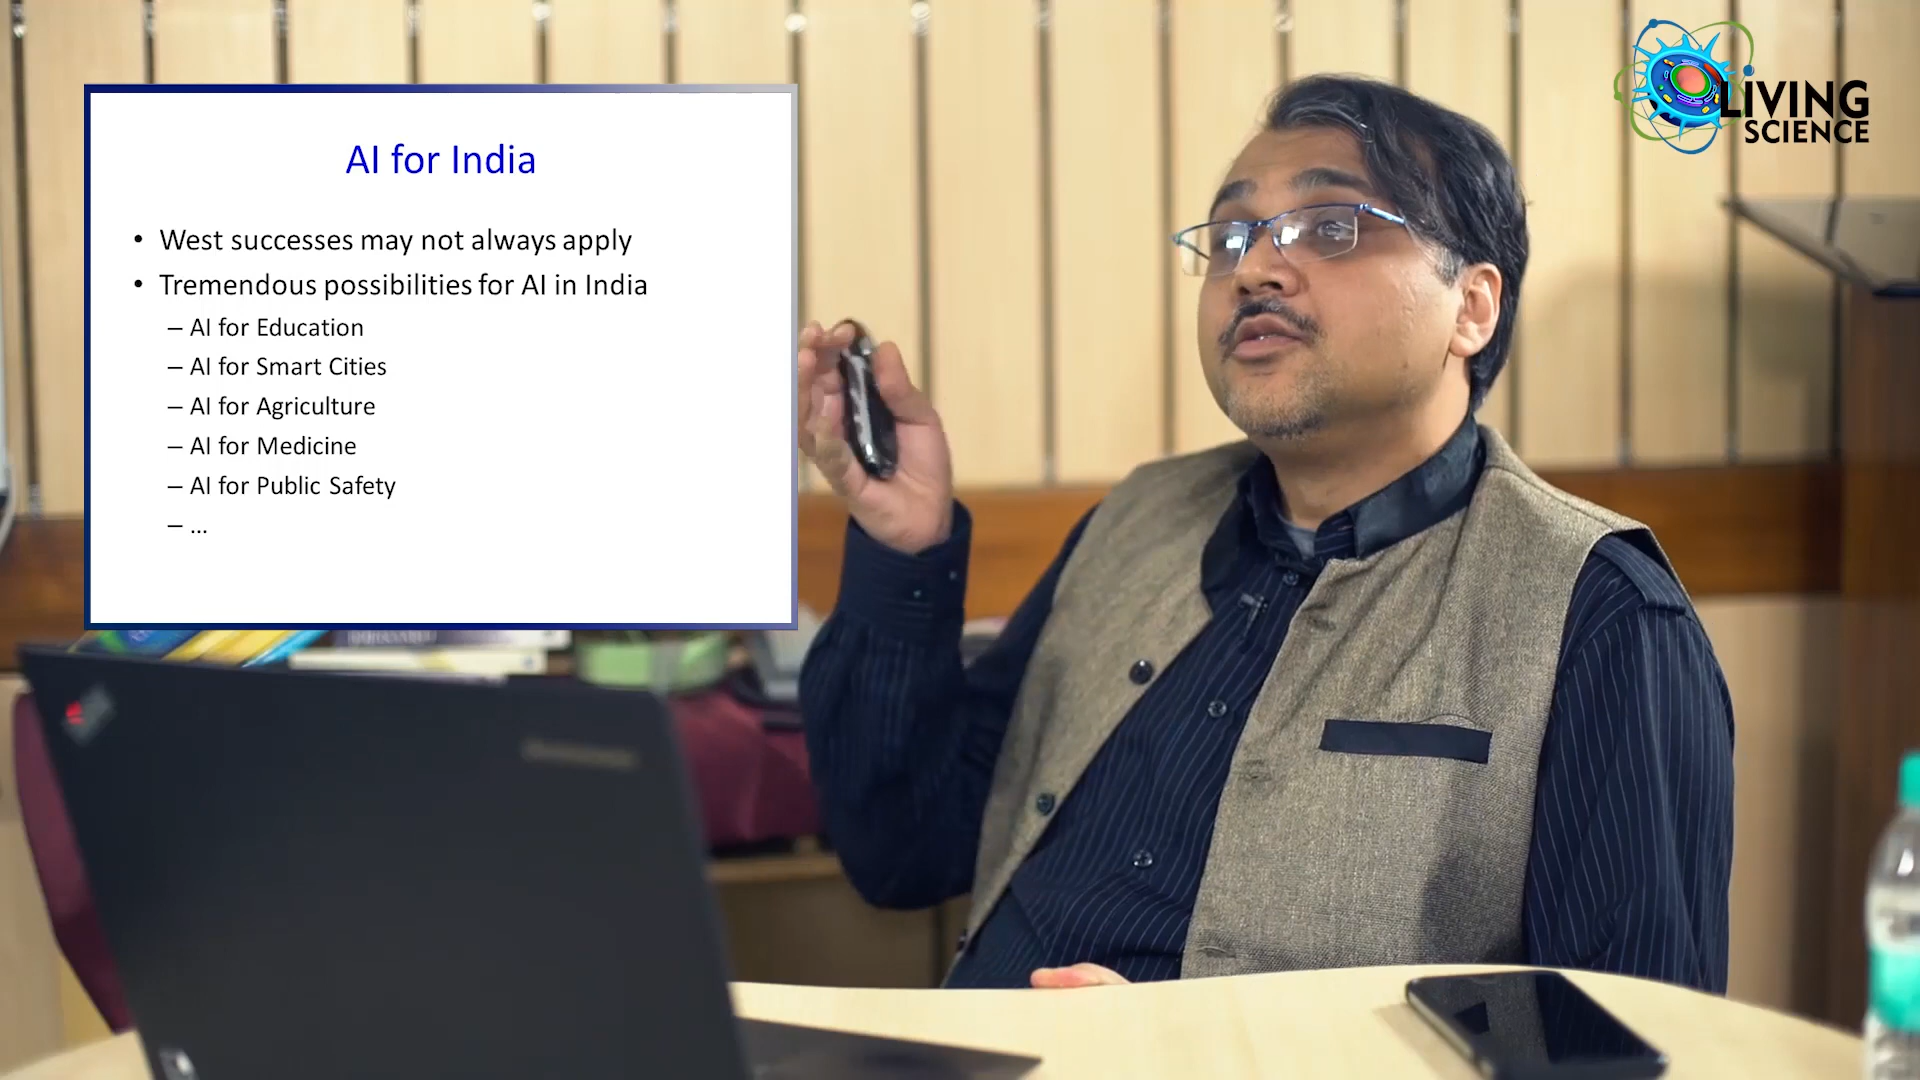 AI for India
• West successes may not always apply
• Tremendous possibilities for AI in India
– AI for Education
– AI for Smart Cities
– AI for Agriculture
– AI for Medicine
– AI for Public Safety
– ...
LIVING
SCIENCE